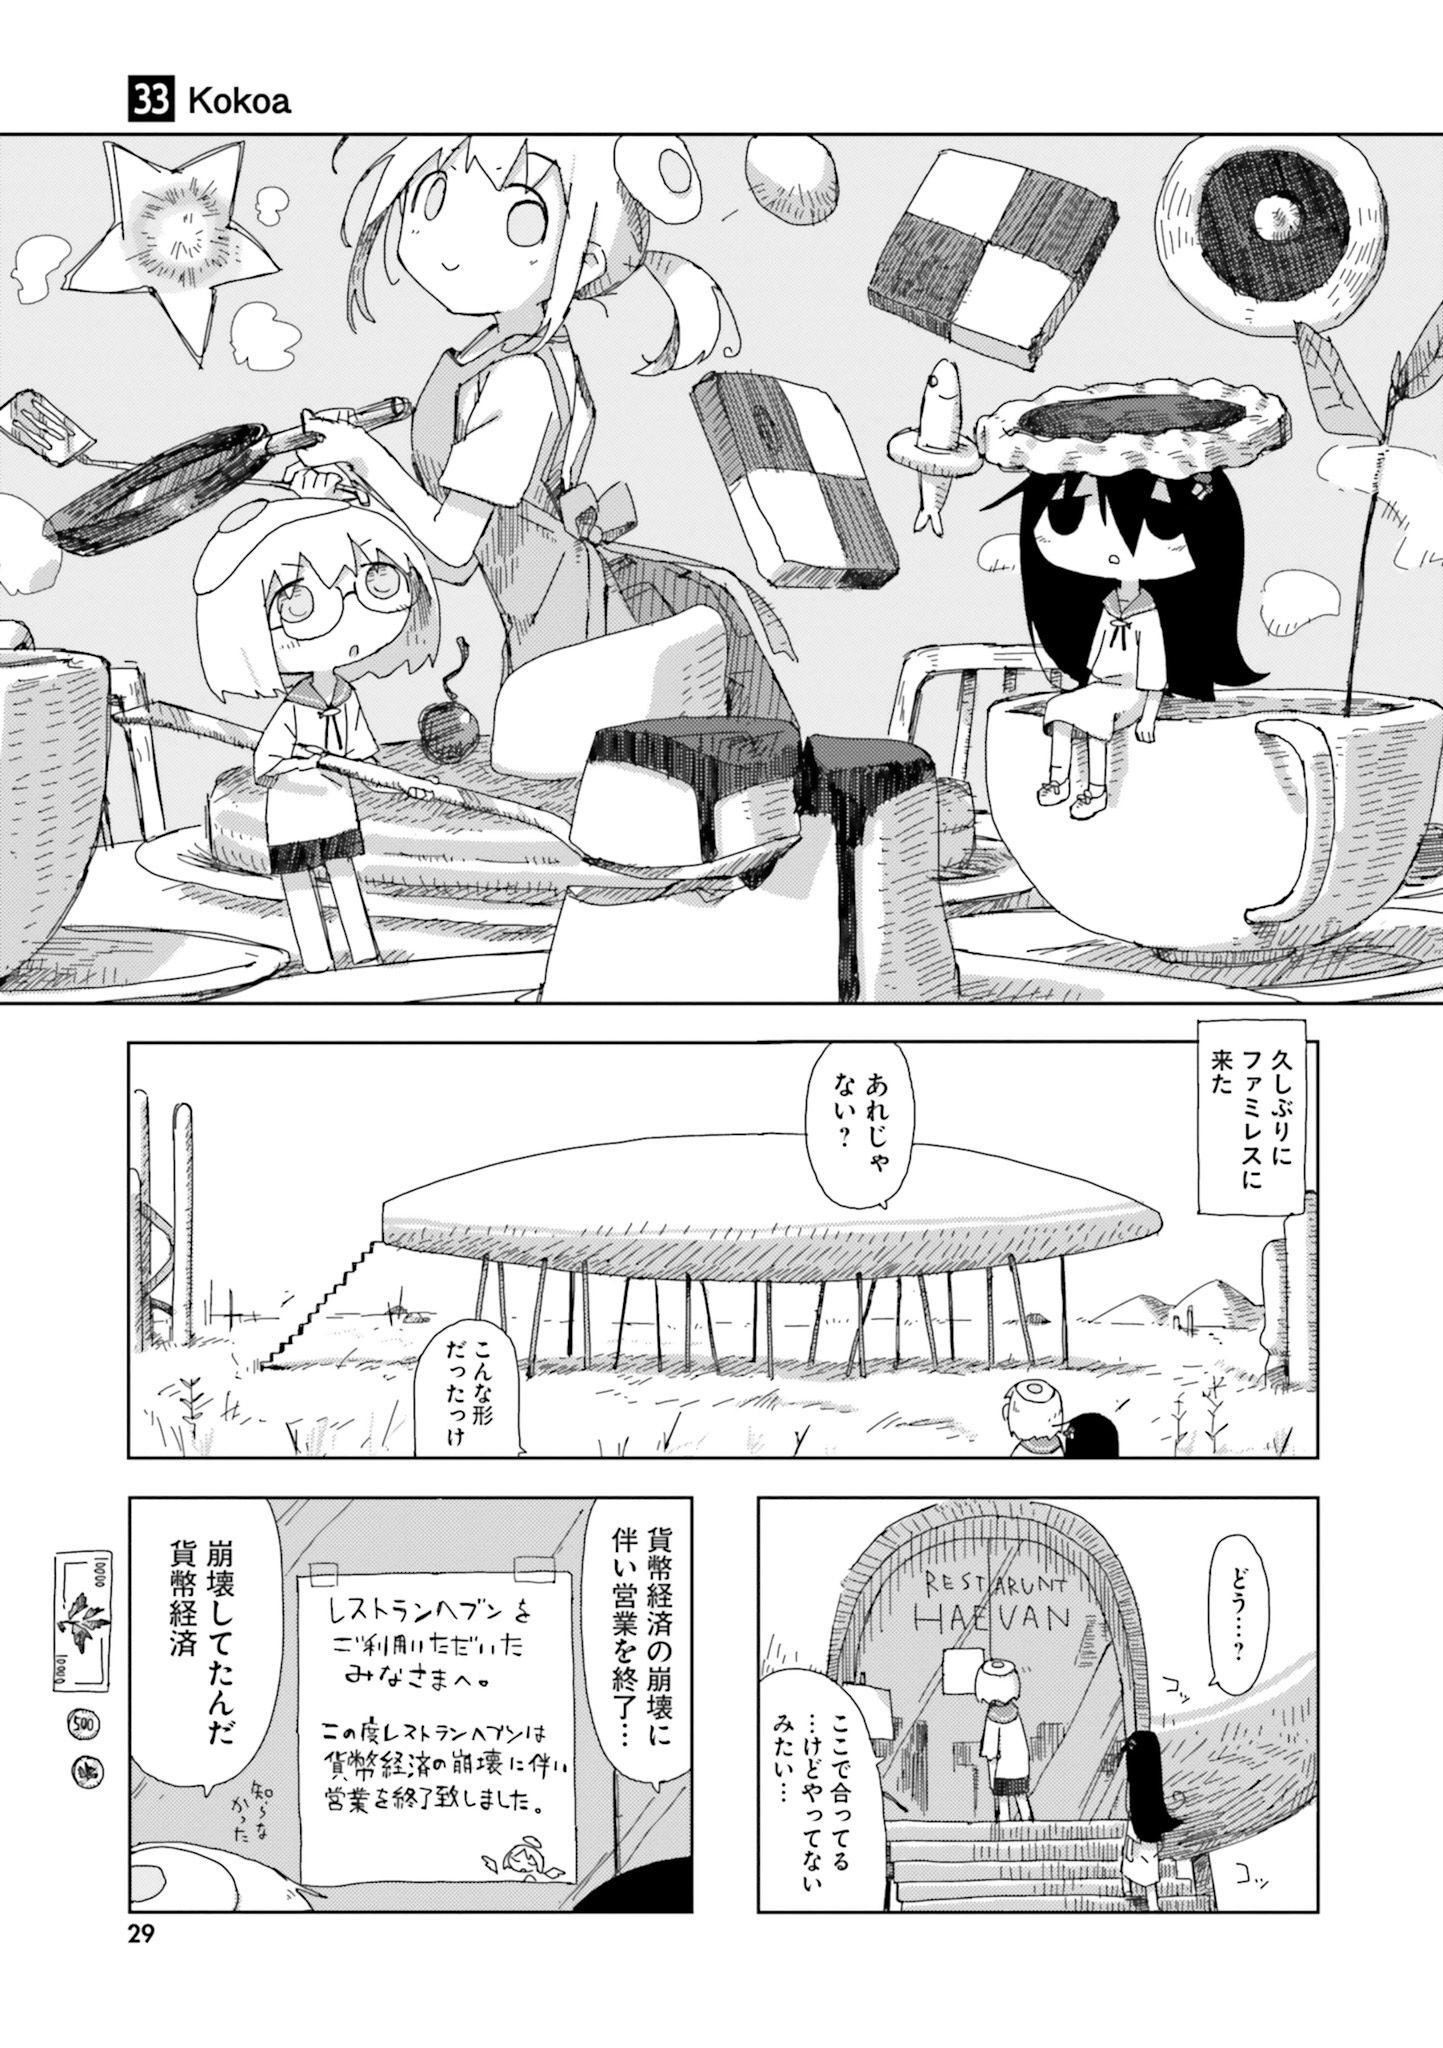 33 Kokoa
久しぶりに
ファミレスに
来た
あれじゃ
ない？
こんな形
だったっけ
どう…？
RESTARUNT
HAEVAN
コッ
コッ
ここで合ってる
…けどやってない
みたい…
貨幣経済の崩壊に
伴い営業を終了…
レストランヘブンを
ご利用いただいた
みなさまへ。
この度レストランヘブンは
貨幣経済の崩壊に伴い
営業を終了致しました。
崩壊してたんだ
貨幣経済
知らな
かった
10000
10000
500
29